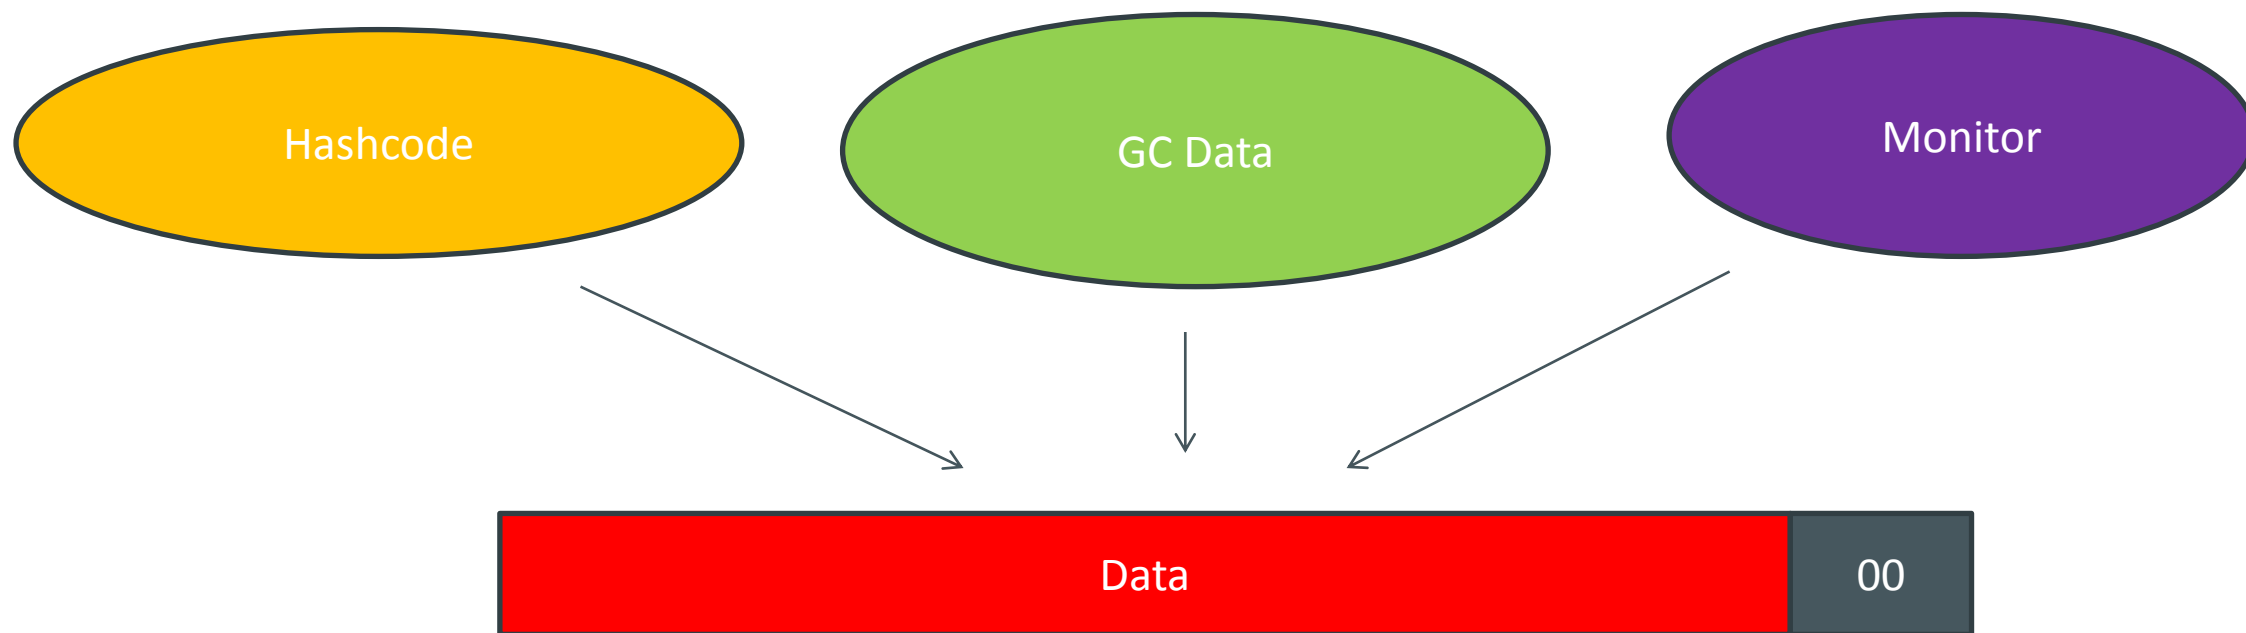 Hashcode
GC Data
Monitor
Data
00